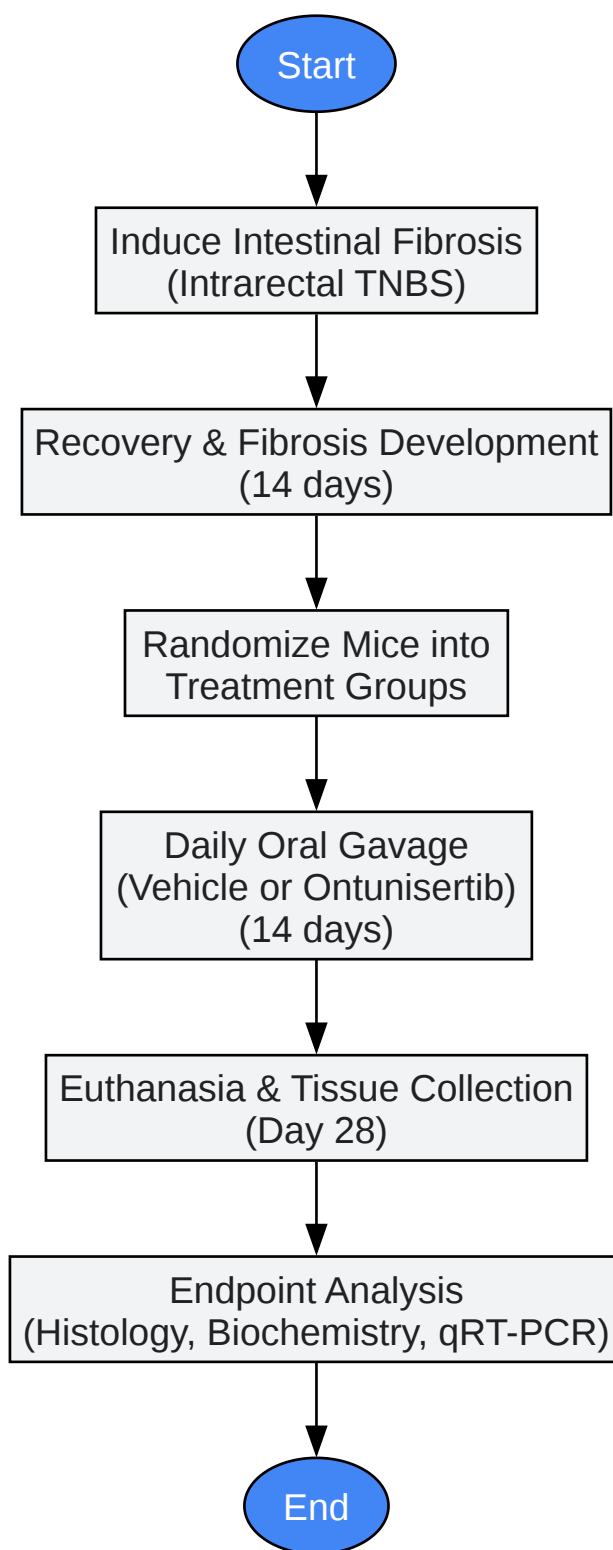 Start
Induce Intestinal Fibrosis
(Intrarectal TNBS)
Recovery & Fibrosis Development
(14 days)
Randomize Mice into
Treatment Groups
Daily Oral Gavage
(Vehicle or Ontunisertib)
(14 days)
Euthanasia & Tissue Collection
(Day 28)
Endpoint Analysis
(Histology, Biochemistry, qRT-PCR)
End